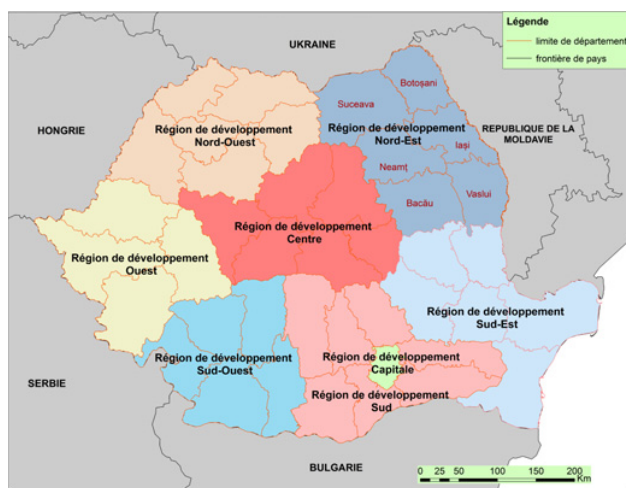 Légende
limite de département
frontière de pays
UKRAINE
Botoşani
Suceava
Région de développement
Nord-Ouest
Région de développement
Nord-Est
HONGRIE
REPUBLIQUE DE LA
MOLDAVIE
Iaşi
Neamţ
Vaslui
Bacău
Région de développement
Centre
Région de développement
Ouest
Région de développement
Sud-Est
Région de développement
Sud-Ouest
Région de développement
Capitale
Région de développement
Sud
SERBIE
BULGARIE
0 25 50 100 150 200
Km